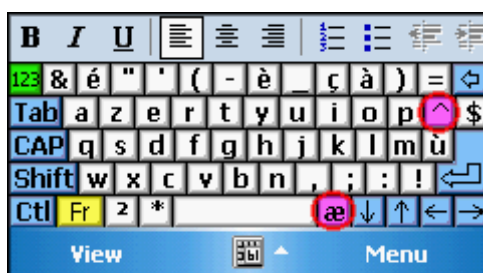 B I U
123 & é " ' ( - è _ ç à ) =
Tab a z e r t y u i o p ^ $
CAP q s d f g h j k l m ù
Shift w x c v b n , ; : !
Ctl Fr ² * æ ↓ ↑ ← →
View Menu